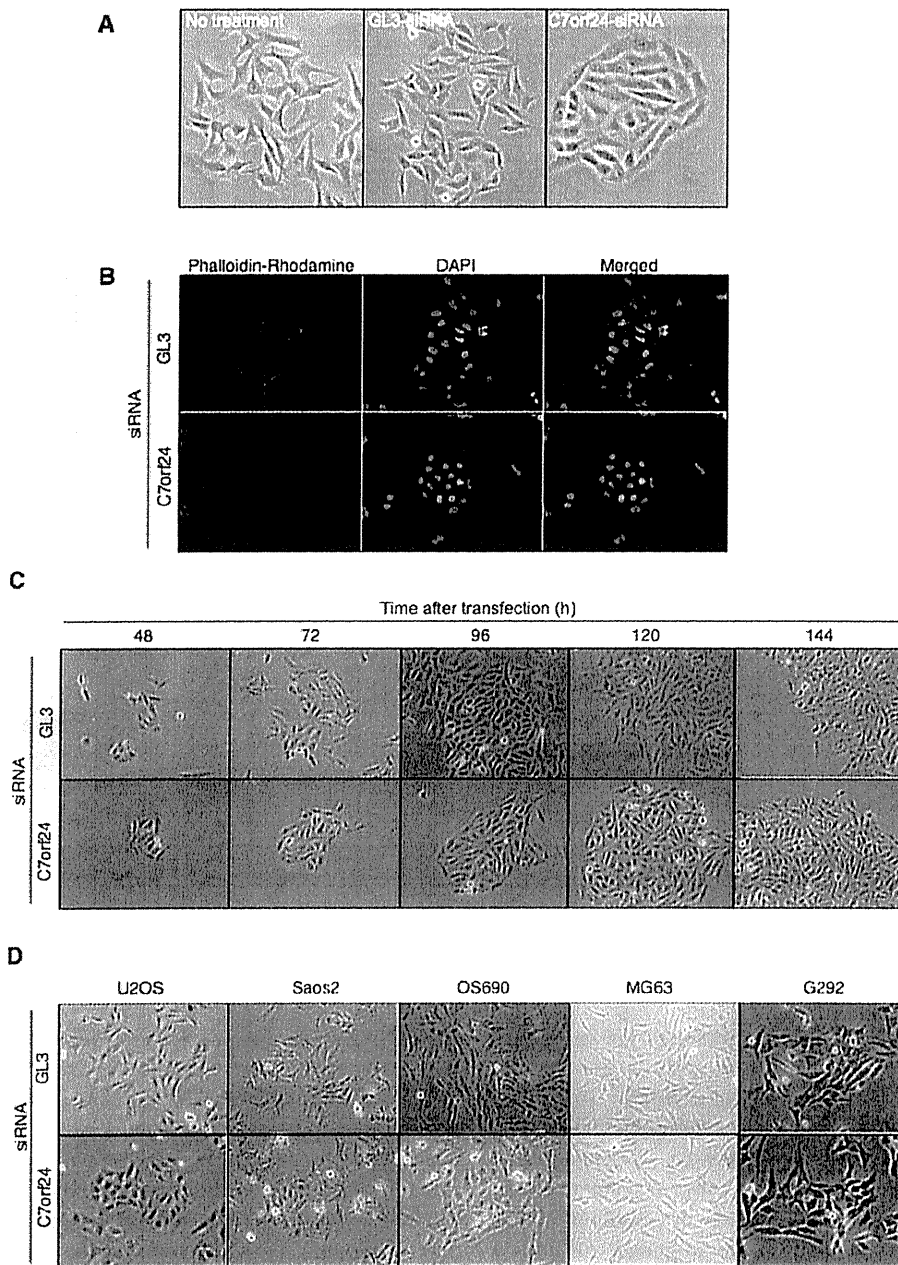 A
No treatment GL3-siRNA C7orf24-siRNA
B
Phalloidin-Rhodamine DAPI Merged
siRNA
GL3
C7orf24
C
Time after transfection (h)
48 72 96 120 144
siRNA
GL3
C7orf24
D
U2OS Saos2 OS690 MG63 G292
siRNA
GL3
C7orf24